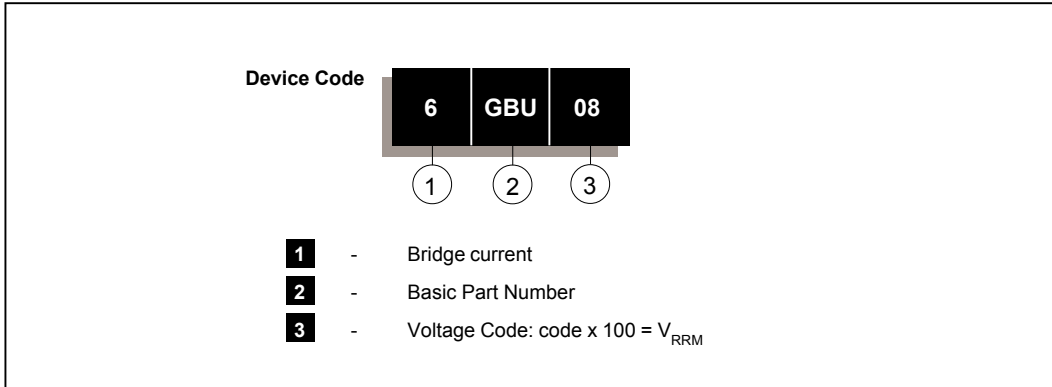 Device Code
6 GBU 08
1 2 3
1 - Bridge current
2 - Basic Part Number
3 - Voltage Code: code x 100 = VRRM